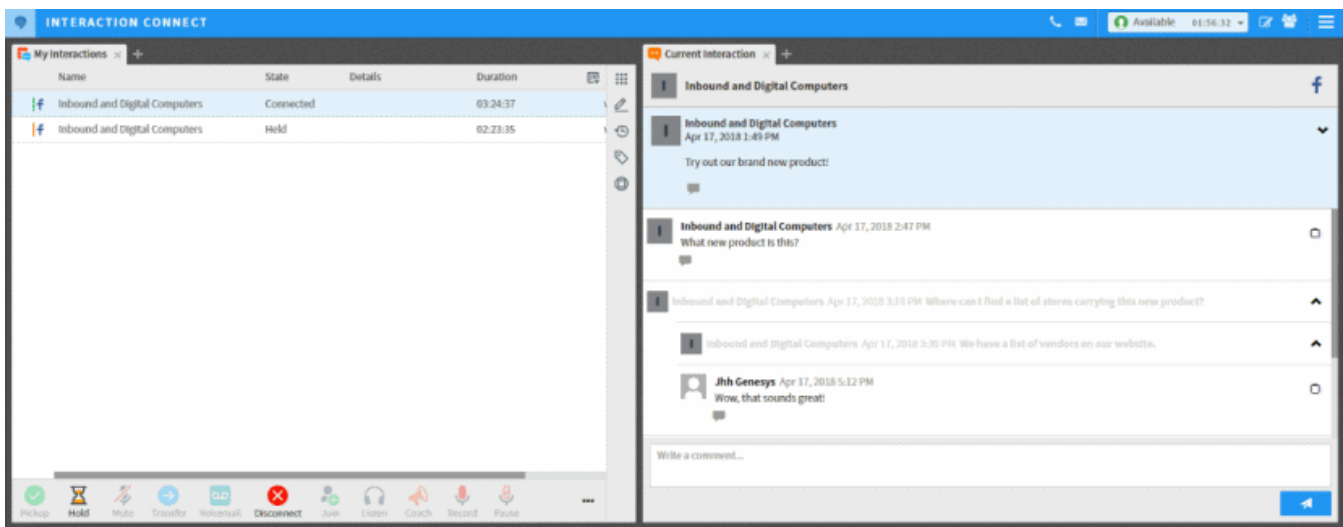 INTERACTION CONNECT
Available 01:56:32
My Interactions
Name State Details Duration
Inbound and Digital Computers Connected 03:24:37
Inbound and Digital Computers Held 02:23:35
Pickup Hold Mute Transfer Voicemail Disconnect Join Listen Coach Record Pause
Current Interaction
Inbound and Digital Computers
Inbound and Digital Computers
Apr 17, 2018 1:49 PM
Try out our brand new product!
Inbound and Digital Computers Apr 17, 2018 2:47 PM
What new product is this?
Inbound and Digital Computers Apr 17, 2018 Where can I find a list of stores carrying this new product?
Inbound and Digital Computers Apr 17, 2018 3:39 PM We have a list of vendors on our website.
Jhh Genesys Apr 17, 2018 5:12 PM
Wow, that sounds great!
Write a comment...